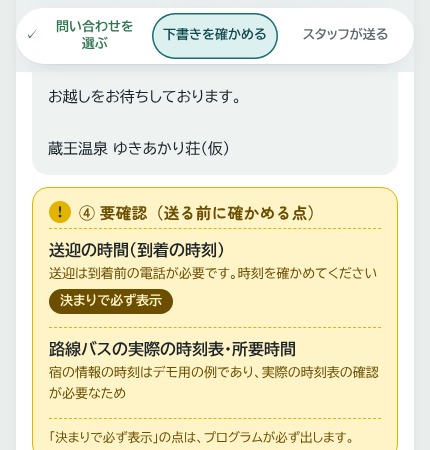 ✓ 問い合わせを
選ぶ
下書きを確かめる
スタッフが送る
お越しをお待ちしております。
蔵王温泉 ゆきあかり荘(仮)
! ④ 要確認（送る前に確かめる点）
送迎の時間(到着の時刻)
送迎は到着前の電話が必要です。時刻を確かめてください
決まりで必ず表示
路線バスの実際の時刻表・所要時間
宿の情報の時刻はデモ用の例であり、実際の時刻表の確認
が必要なため
「決まりで必ず表示」の点は、プログラムが必ず出します。